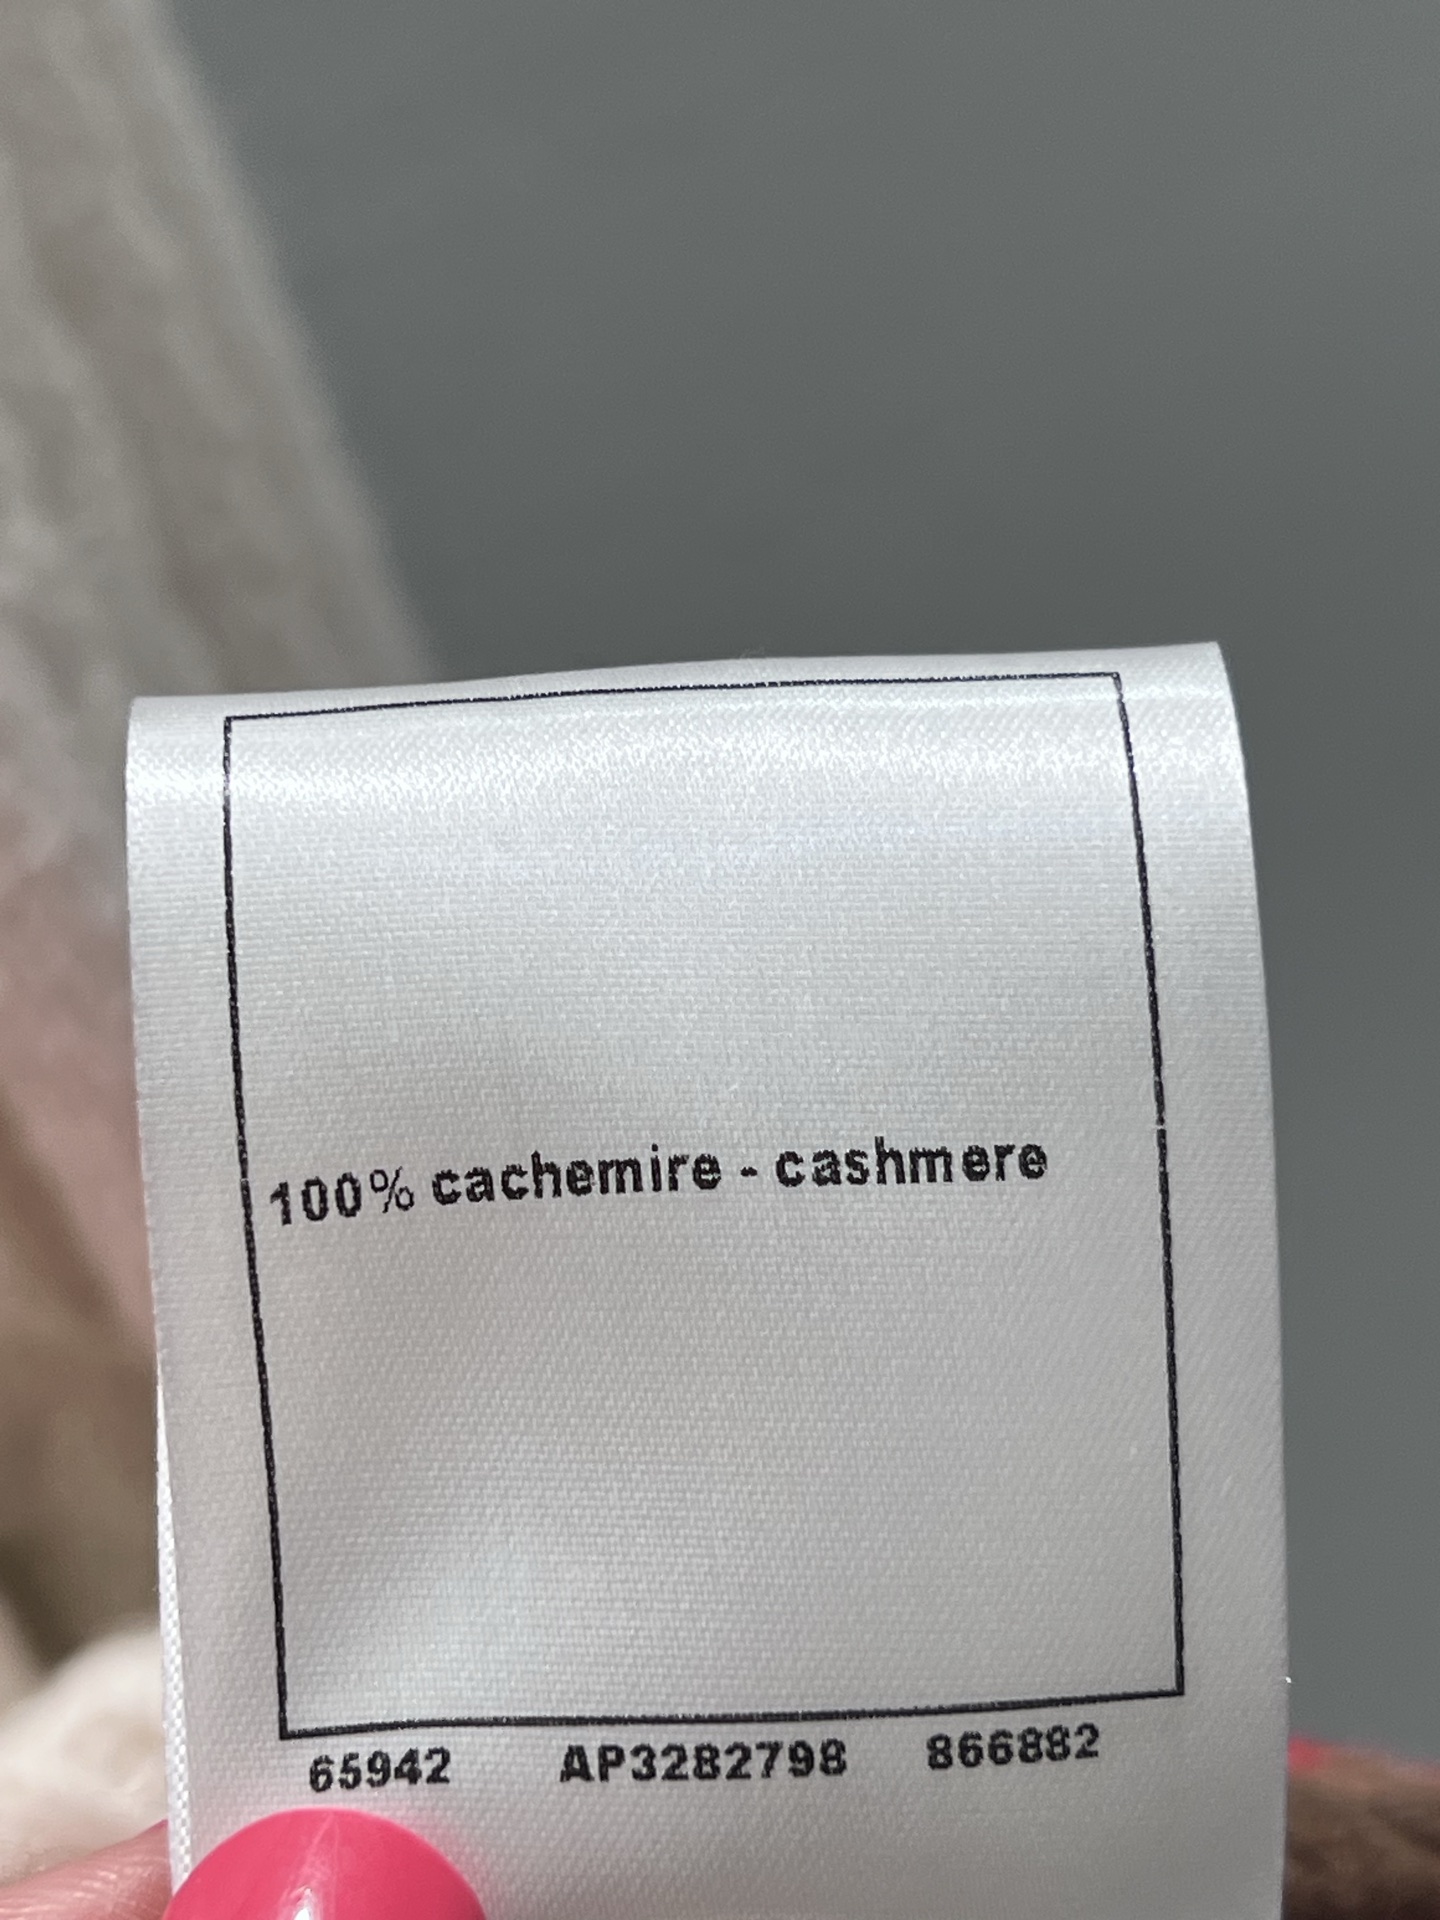 100% cachemire - cashmere
65942 AP3282798 866882